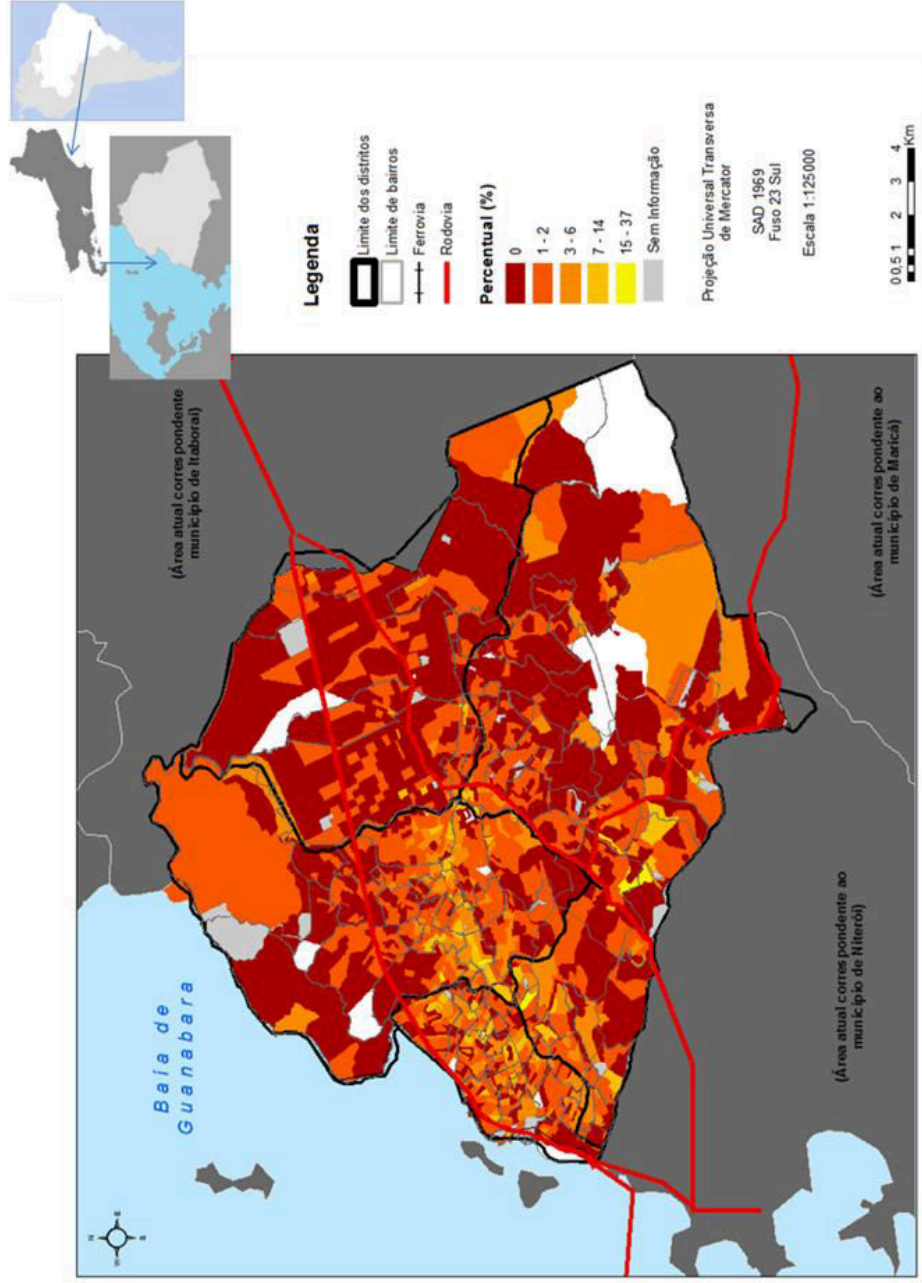 N
W
E
S
Baía de
Guanabara
(Área atual correspondente
município de Itaboraí)
(Área atual correspondente ao
município de Niterói)
(Área atual correspondente ao
município de Maricá)
Legenda
Limite dos distritos
Limite de bairros
Ferrovia
Rodovia
Percentual (%)
0
1 - 2
3 - 6
7 - 14
15 - 37
Sem Informação
Projeção Universal Transversa
de Mercator
SAD 1969
Fuso 23 Sul
Escala 1:125000
0 0,5 1 2 3 4
Km